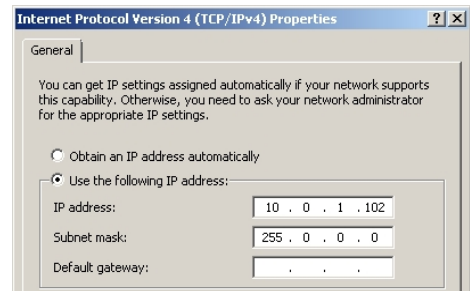 Internet Protocol Version 4 (TCP/IPv4) Properties
General
You can get IP settings assigned automatically if your network supports
this capability. Otherwise, you need to ask your network administrator
for the appropriate IP settings.
Obtain an IP address automatically
Use the following IP address:
IP address: 10 . 0 . 1 . 102
Subnet mask: 255 . 0 . 0 . 0
Default gateway: . . .